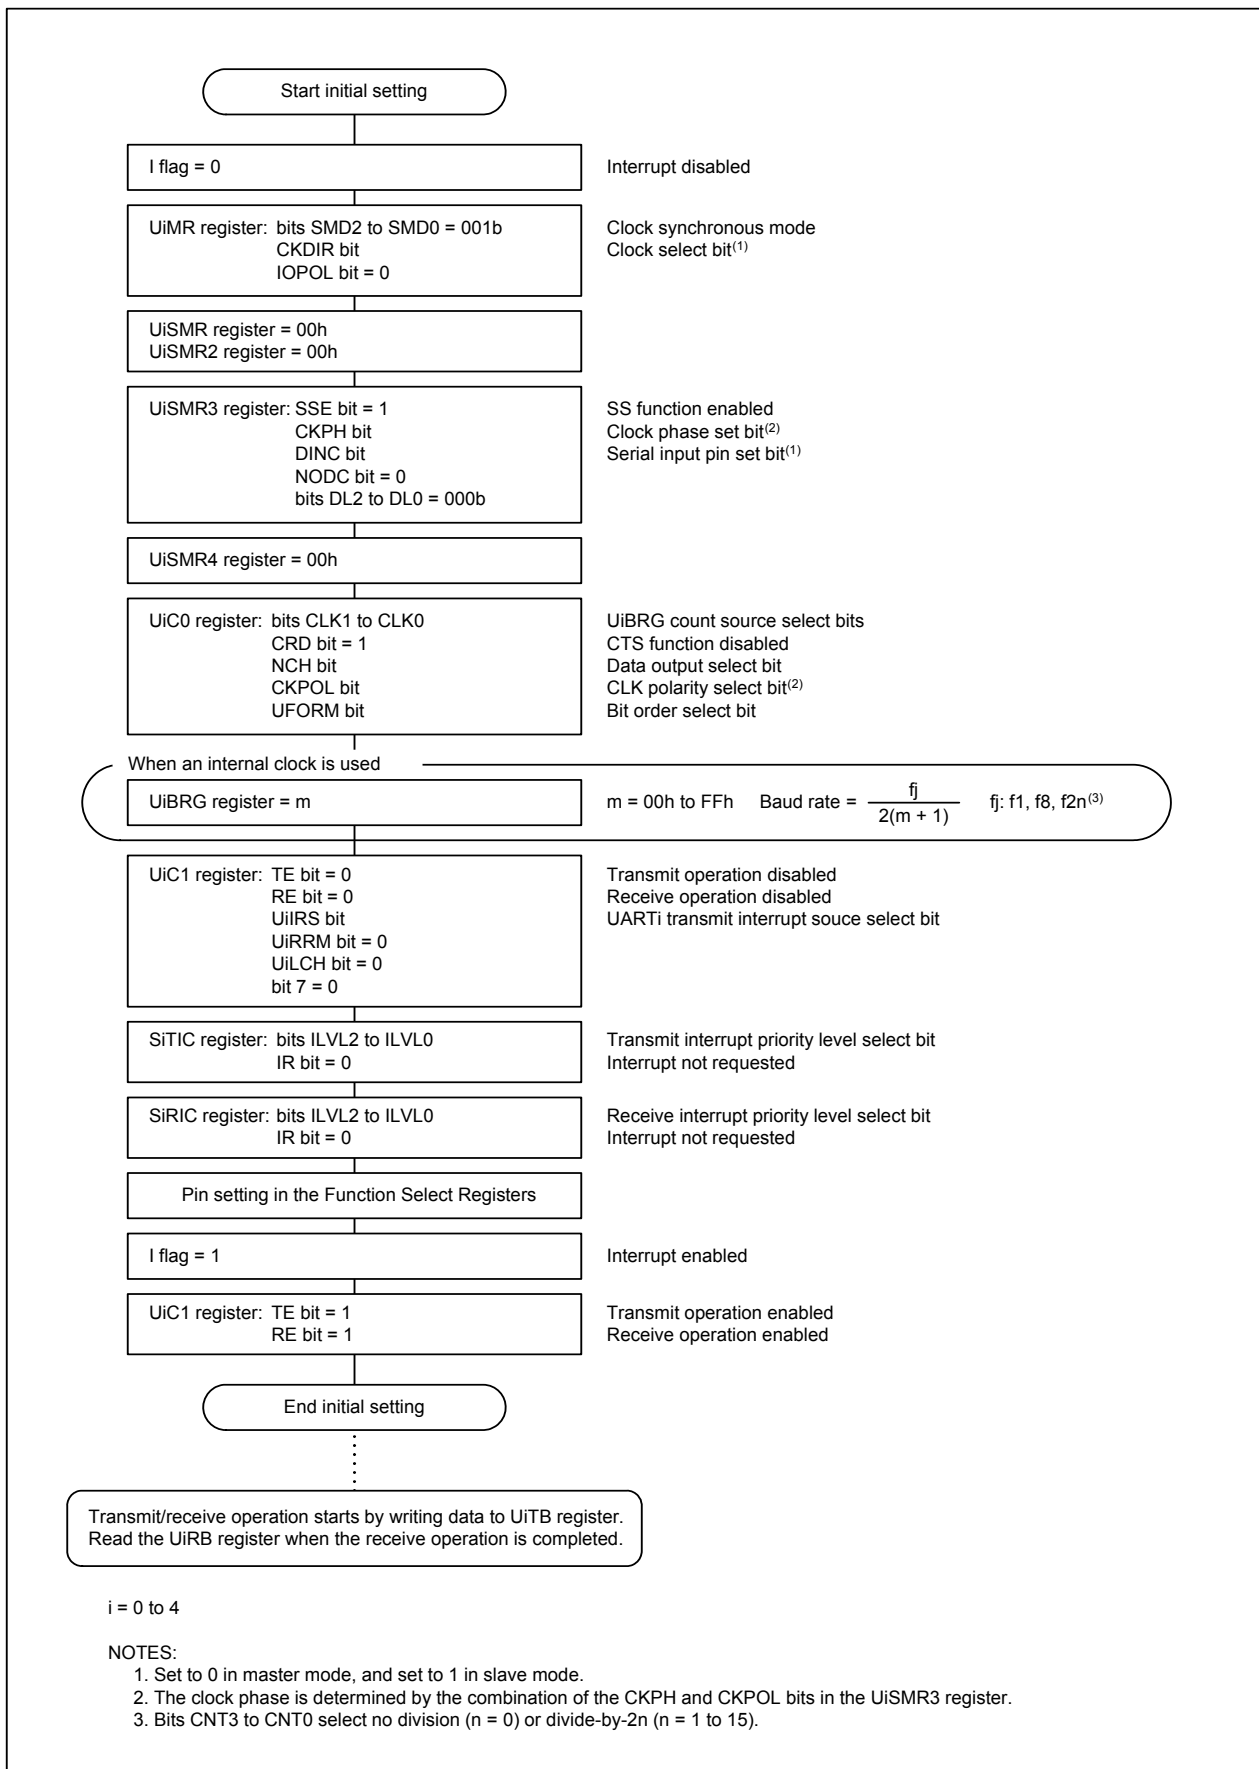 Start initial setting
I flag = 0 Interrupt disabled
UiMR register: bits SMD2 to SMD0 = 001b Clock synchronous mode
CKDIR bit Clock select bit(1)
IOPOL bit = 0
UiSMR register = 00h
UiSMR2 register = 00h
UiSMR3 register: SSE bit = 1 SS function enabled
CKPH bit Clock phase set bit(2)
DINC bit Serial input pin set bit(1)
NODC bit = 0
bits DL2 to DL0 = 000b
UiSMR4 register = 00h
UiC0 register: bits CLK1 to CLK0 UiBRG count source select bits
CRD bit = 1 CTS function disabled
NCH bit Data output select bit
CKPOL bit CLK polarity select bit(2)
UFORM bit Bit order select bit
When an internal clock is used
UiBRG register = m m = 00h to FFh Baud rate = fj / 2(m + 1) fj: f1, f8, f2n(3)
UiC1 register: TE bit = 0 Transmit operation disabled
RE bit = 0 Receive operation disabled
UiIRS bit UARTi transmit interrupt souce select bit
UiRRM bit = 0
UiLCH bit = 0
bit 7 = 0
SiTIC register: bits ILVL2 to ILVL0 Transmit interrupt priority level select bit
IR bit = 0 Interrupt not requested
SiRIC register: bits ILVL2 to ILVL0 Receive interrupt priority level select bit
IR bit = 0 Interrupt not requested
Pin setting in the Function Select Registers
I flag = 1 Interrupt enabled
UiC1 register: TE bit = 1 Transmit operation enabled
RE bit = 1 Receive operation enabled
End initial setting
Transmit/receive operation starts by writing data to UiTB register.
Read the UiRB register when the receive operation is completed.
i = 0 to 4
NOTES:
1. Set to 0 in master mode, and set to 1 in slave mode.
2. The clock phase is determined by the combination of the CKPH and CKPOL bits in the UiSMR3 register.
3. Bits CNT3 to CNT0 select no division (n = 0) or divide-by-2n (n = 1 to 15).